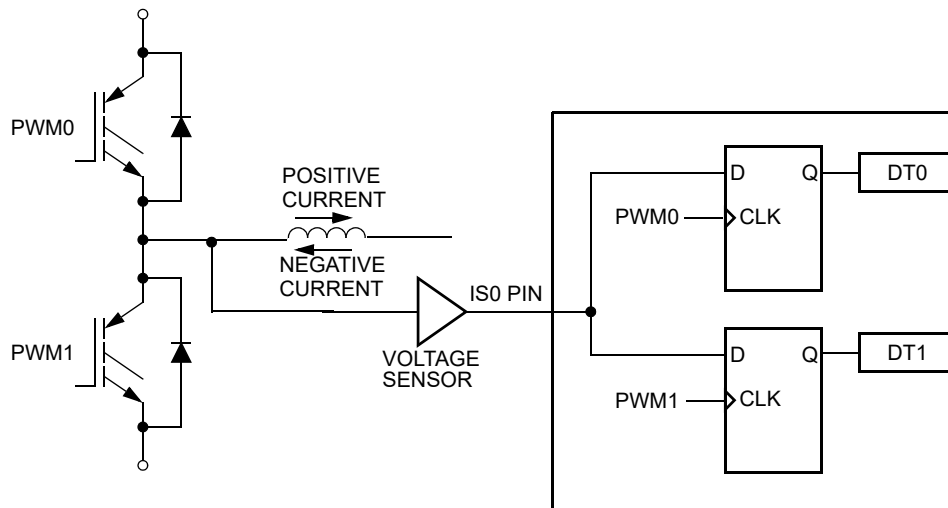 PWM0
POSITIVE
CURRENT
NEGATIVE
CURRENT
PWM1
VOLTAGE
SENSOR
IS0 PIN
D
Q
DT0
PWM0
CLK
D
Q
DT1
PWM1
CLK